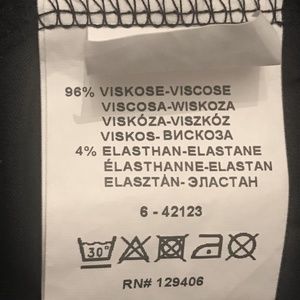 96% VISKOSE-VISCOSE
VISCOSA-WISKOZA
VISKÓZA-VISZKÓZ
VISKOS-ВИСКОЗА
4% ELASTHAN-ELASTANE
ÉLASTHANNE-ELASTAN
ELASZTÁN-ЭЛАСТАН
6 - 42123
30°
RN# 129406